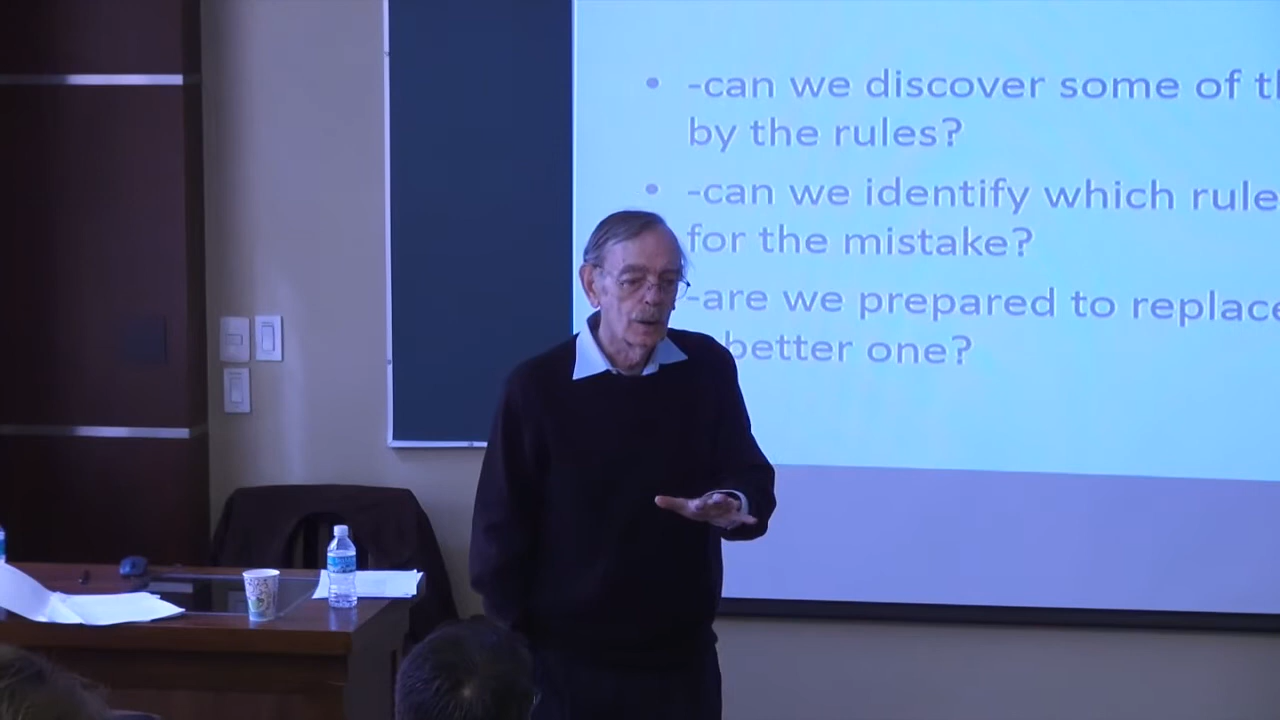 • -can we discover some of
by the rules?
• -can we identify which rule
for the mistake?
-are we prepared to replace
better one?